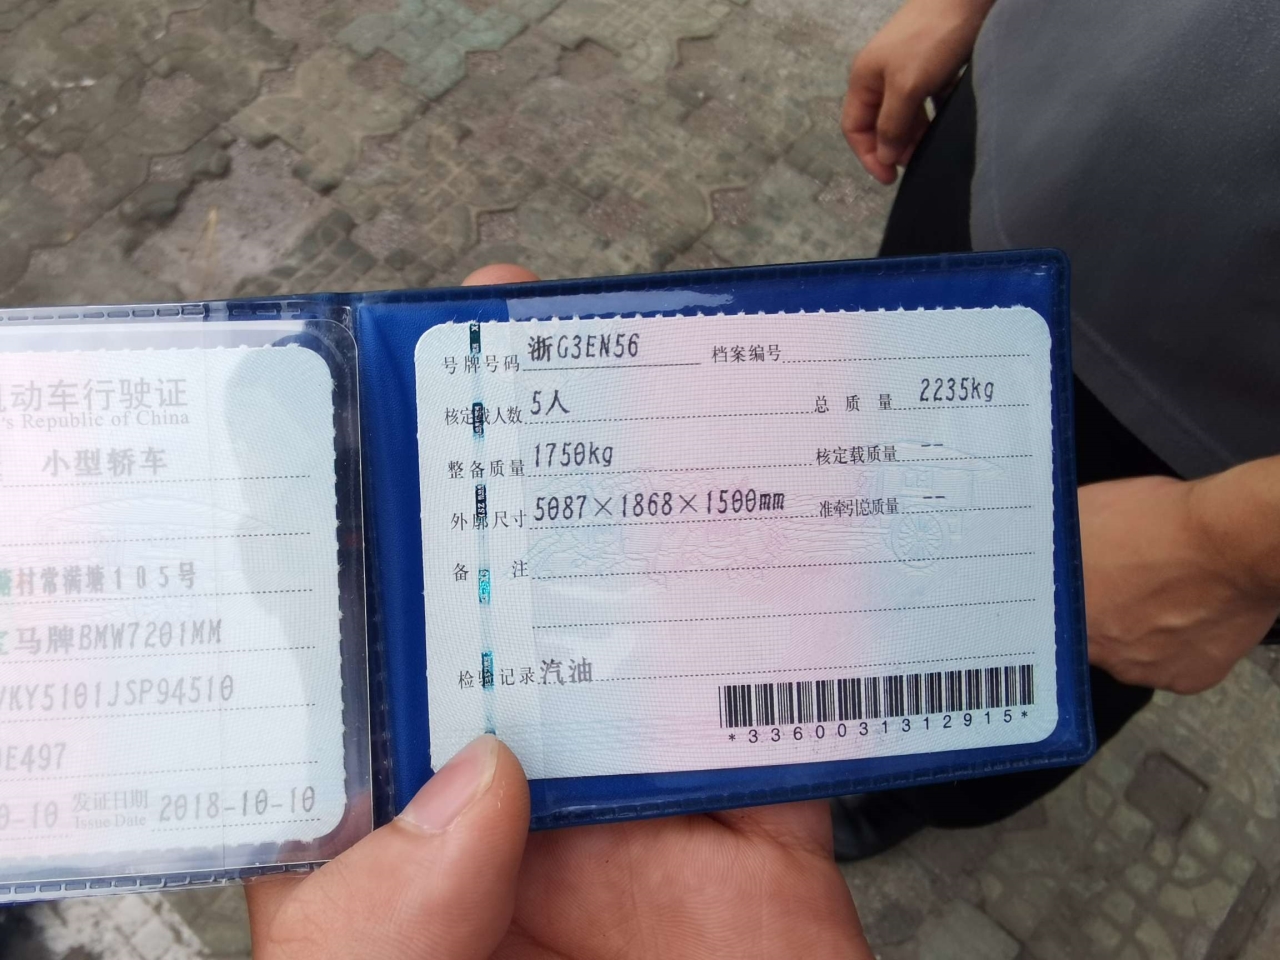 动车行驶证
's Republic of China
小型轿车
村常满塘105号
马牌BMW7201MM
VKY5101JSP94510
0E497
0-10 发证日期 2018-10-10
Issue Date
号牌号码 浙G3EN56 档案编号
核定载人数 5人 总质量 2235kg
整备质量 1750kg 核定载质量 --
外廓尺寸 5087×1868×1500mm 准牵引总质量 --
备注
检验记录 汽油
*3360031312915*